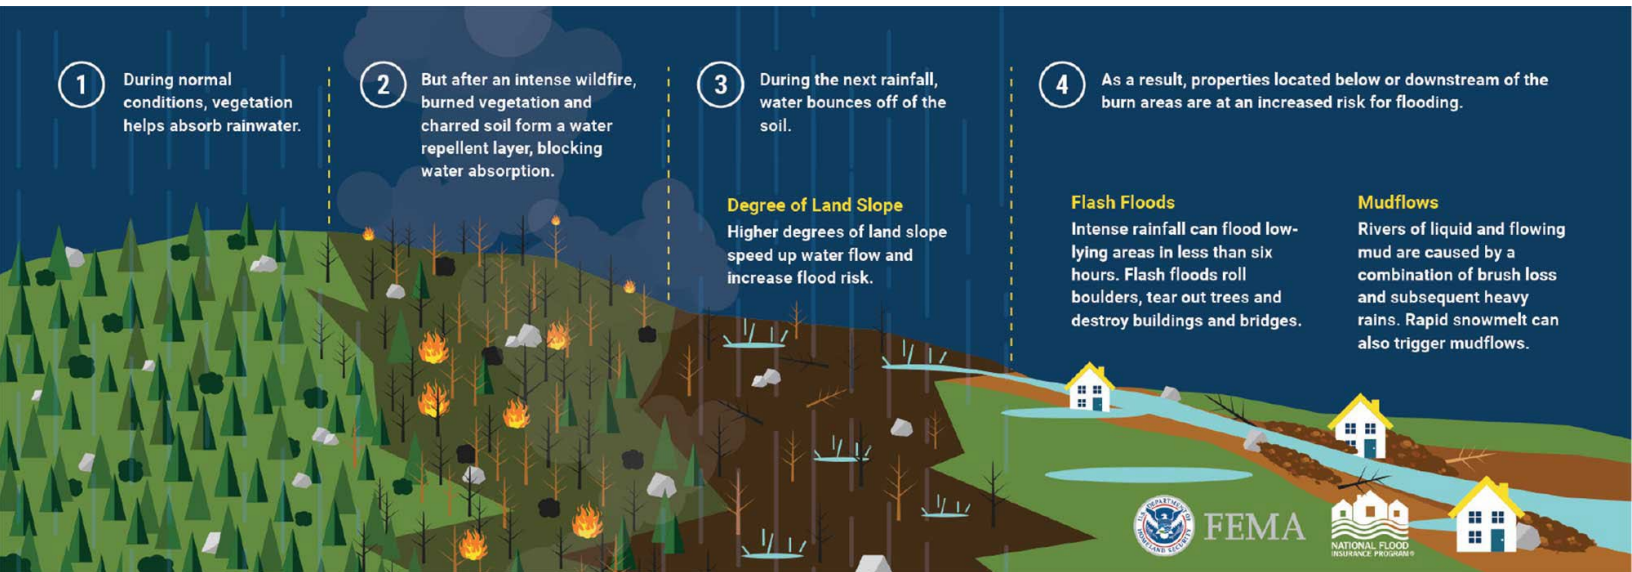 1
During normal
conditions, vegetation
helps absorb rainwater.
2
But after an intense wildfire,
burned vegetation and
charred soil form a water
repellent layer, blocking
water absorption.
3
During the next rainfall,
water bounces off of the
soil.
Degree of Land Slope
Higher degrees of land slope
speed up water flow and
increase flood risk.
4
As a result, properties located below or downstream of the
burn areas are at an increased risk for flooding.
Flash Floods
Intense rainfall can flood low-
lying areas in less than six
hours. Flash floods roll
boulders, tear out trees and
destroy buildings and bridges.
Mudflows
Rivers of liquid and flowing
mud are caused by a
combination of brush loss
and subsequent heavy
rains. Rapid snowmelt can
also trigger mudflows.
U.S. DEPARTMENT OF
HOMELAND SECURITY
FEMA
NATIONAL FLOOD
INSURANCE PROGRAM®